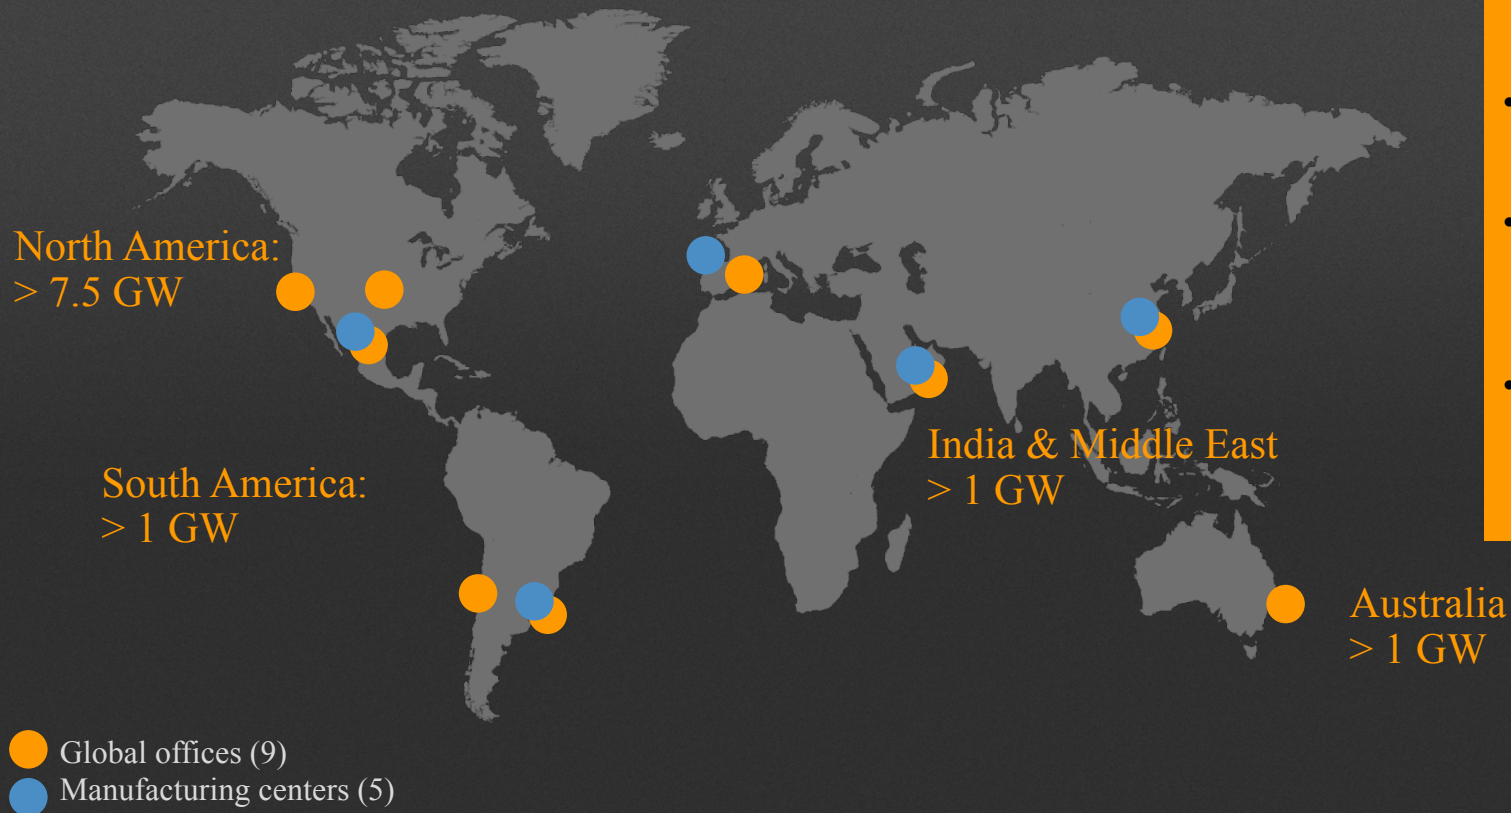 North America:
> 7.5 GW
South America:
> 1 GW
India & Middle East
> 1 GW
Australia
> 1 GW
Global offices (9)
Manufacturing centers (5)